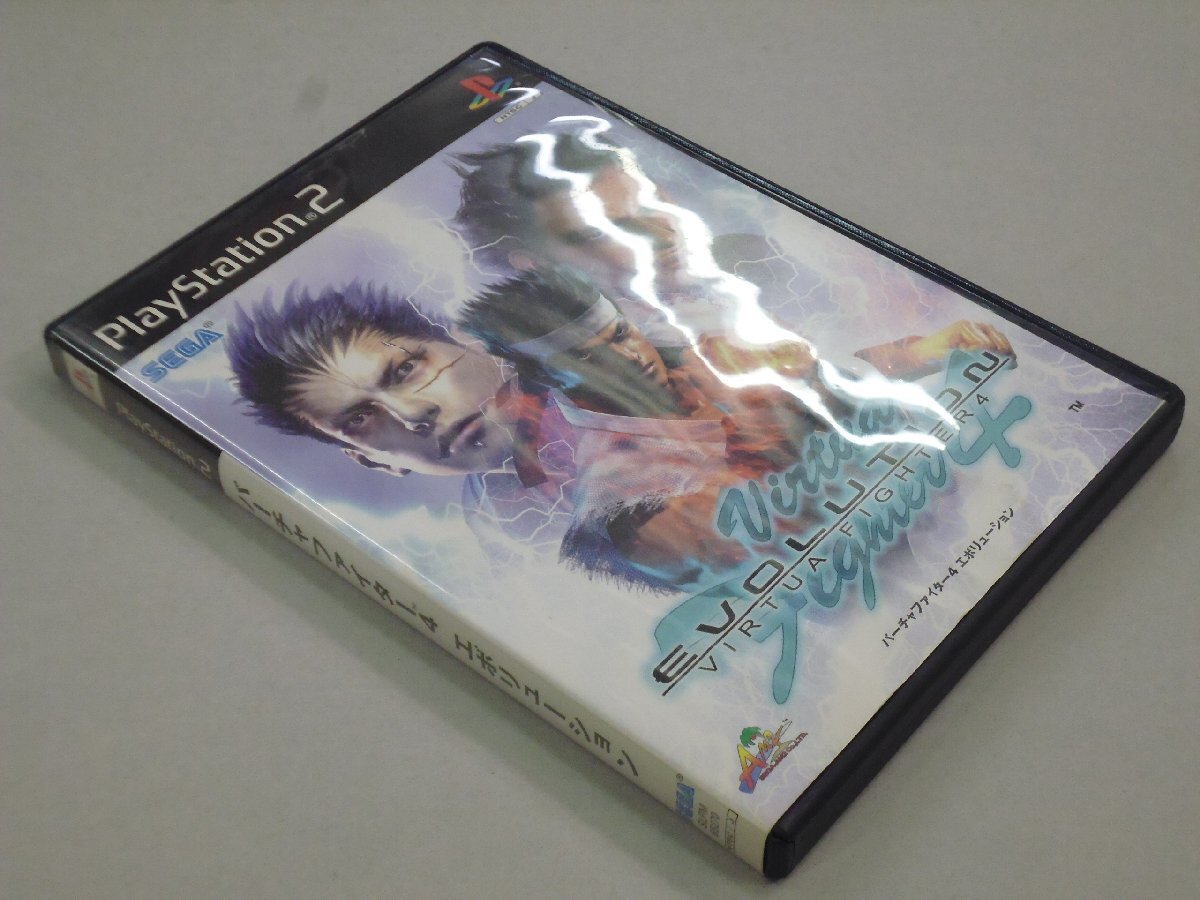 PlayStation®2
SEGA®
Virtua
Fighter 4
EVOLUTION
VIRTUA FIGHTER 4
TM
バーチャファイター4 エボリューション
PlayStation 2
バーチャファイター4 エボリューション
SEGA
SLPM